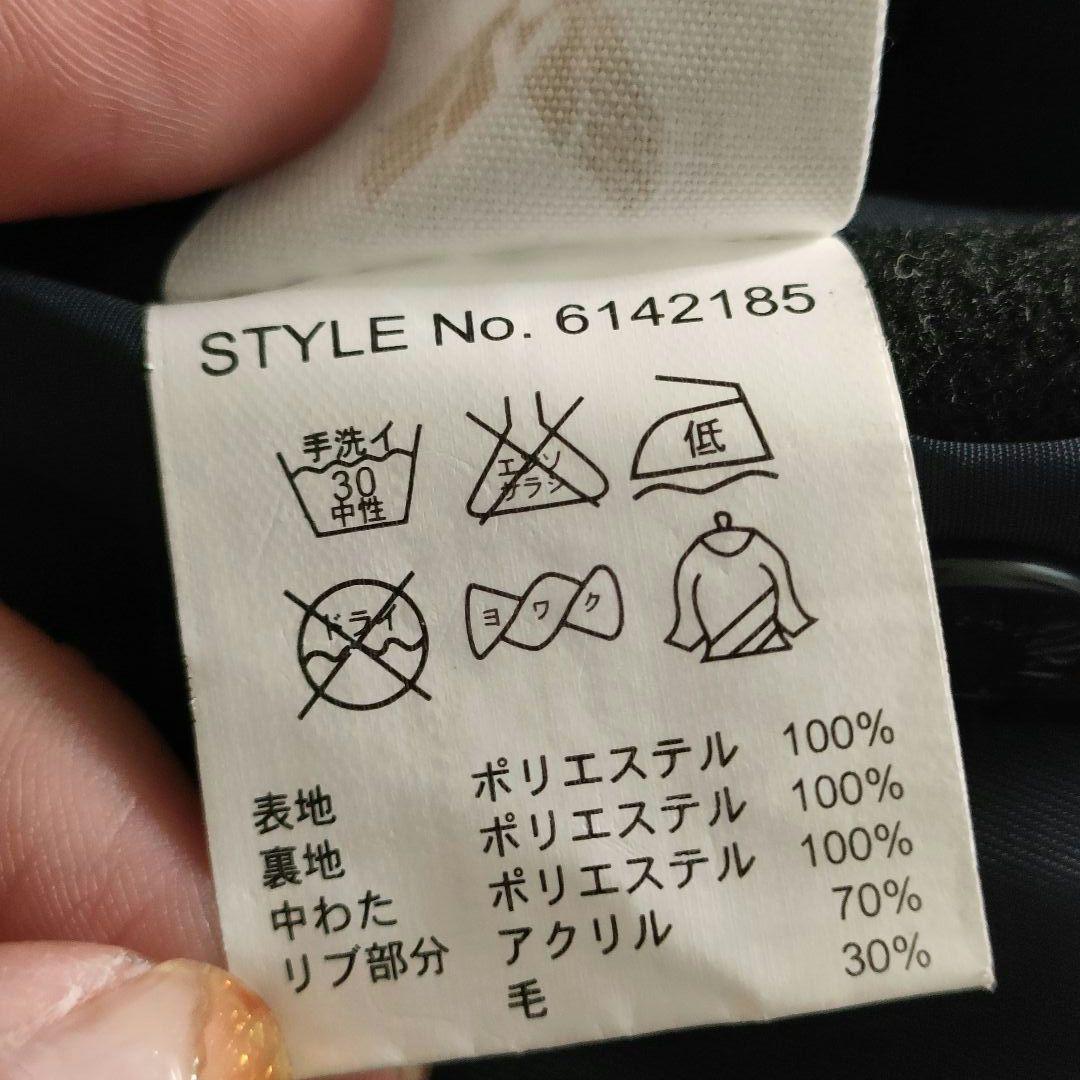 STYLE No. 6142185
手洗イ
30
中性
エンソ
サラシ
低
ドライ
ヨワク
表地 ポリエステル 100%
裏地 ポリエステル 100%
中わた ポリエステル 100%
リブ部分 アクリル 70%
毛 30%